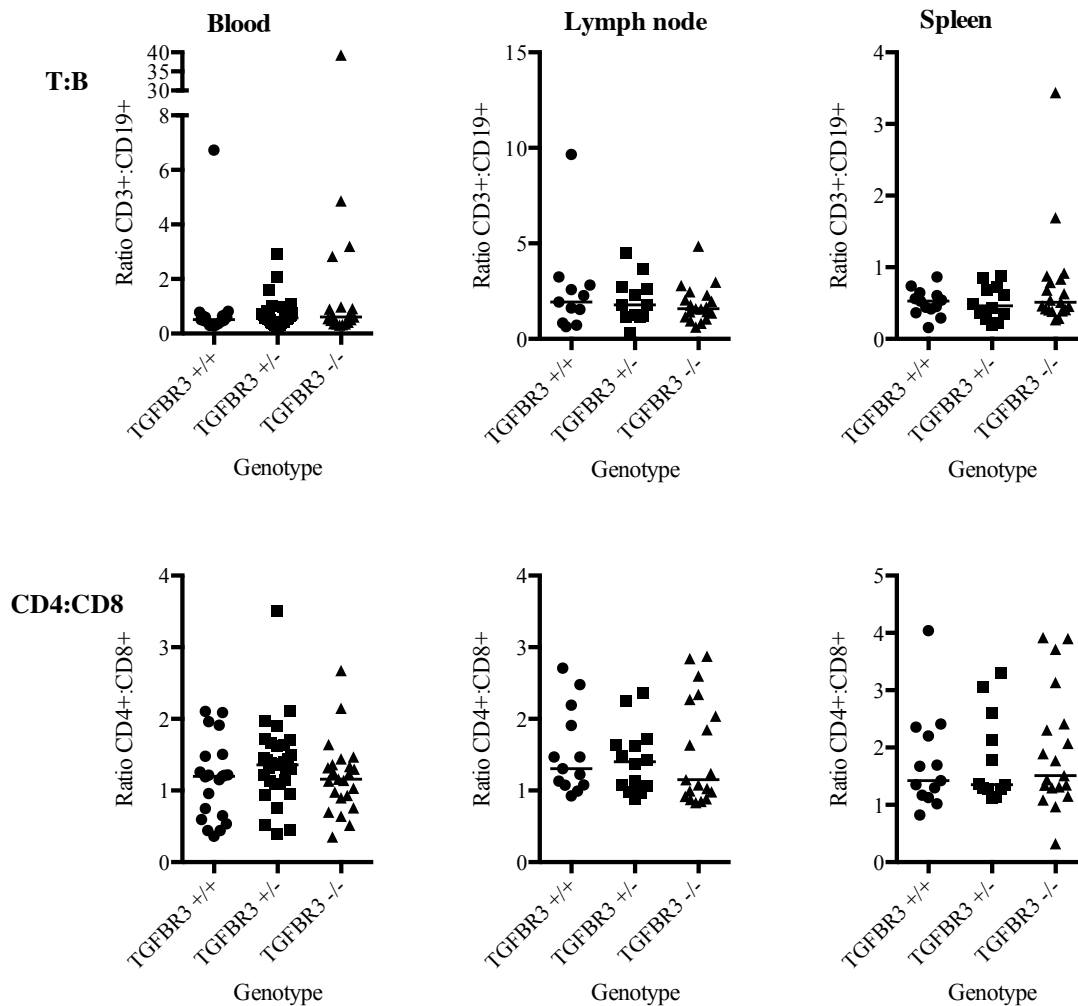 Blood
Lymph node
Spleen
T:B
Ratio CD3+:CD19+
40
35
30
8
6
4
2
0
TGFBR3 +/+
TGFBR3 +/-
TGFBR3 -/-
Genotype
Ratio CD3+:CD19+
15
10
5
0
TGFBR3 +/+
TGFBR3 +/-
TGFBR3 -/-
Genotype
Ratio CD3+:CD19+
4
3
2
1
0
TGFBR3 +/+
TGFBR3 +/-
TGFBR3 -/-
Genotype
CD4:CD8
Ratio CD4+:CD8+
4
3
2
1
0
TGFBR3 +/+
TGFBR3 +/-
TGFBR3 -/-
Genotype
Ratio CD4+:CD8+
4
3
2
1
0
TGFBR3 +/+
TGFBR3 +/-
TGFBR3 -/-
Genotype
Ratio CD4+:CD8+
5
4
3
2
1
0
TGFBR3 +/+
TGFBR3 +/-
TGFBR3 -/-
Genotype